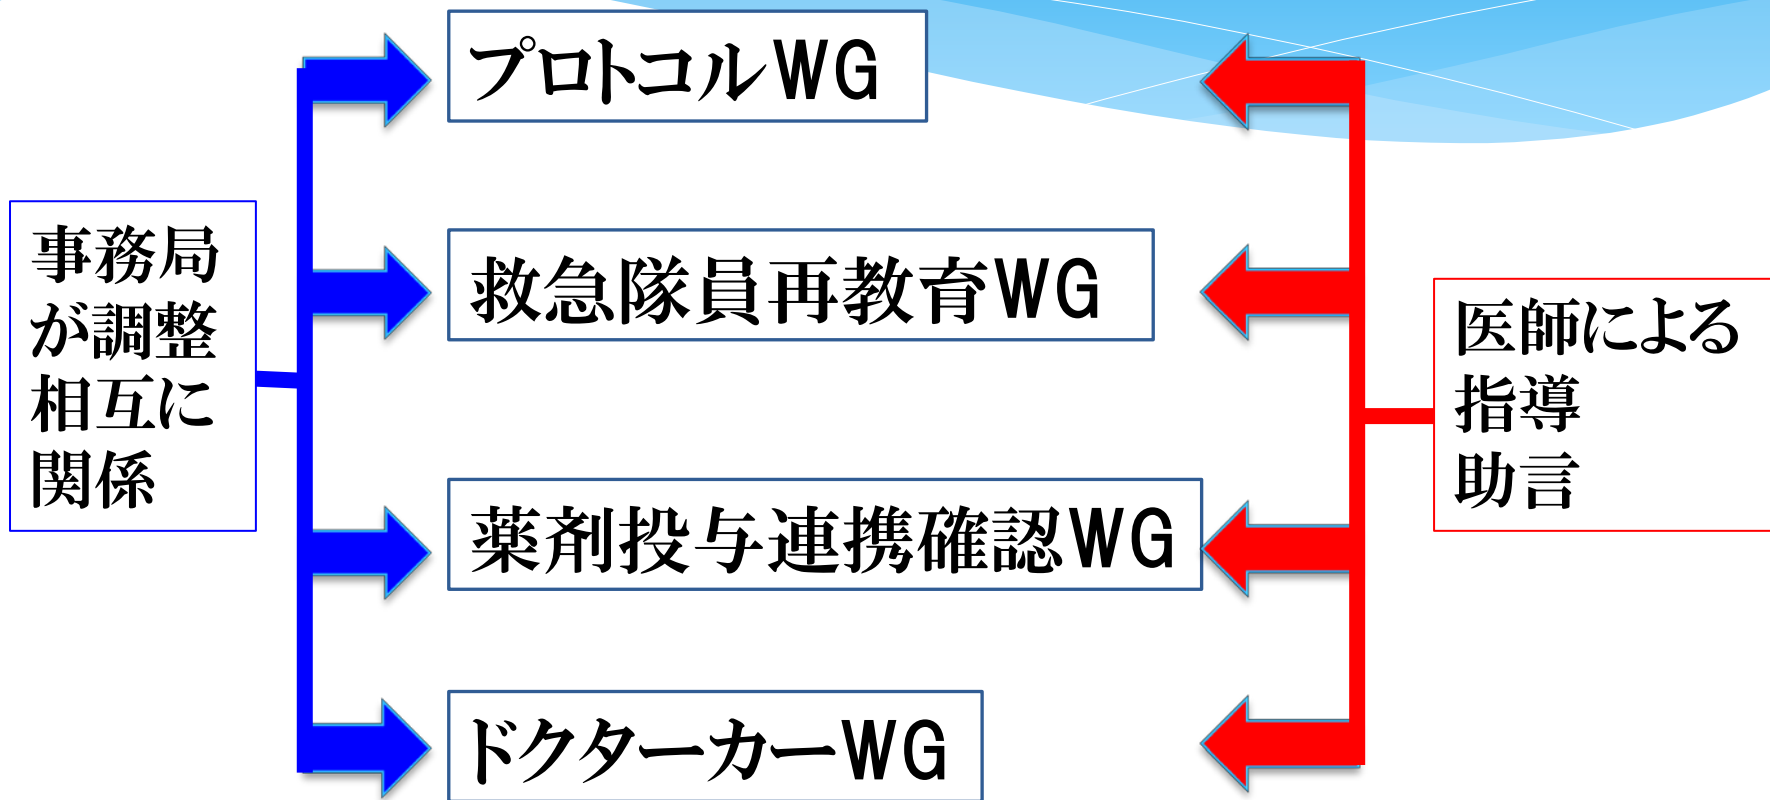 プロトコルWG
救急隊員再教育WG
薬剤投与連携確認WG
ドクターカーWG
事務局
が調整
相互に
関係
医師による
指導
助言